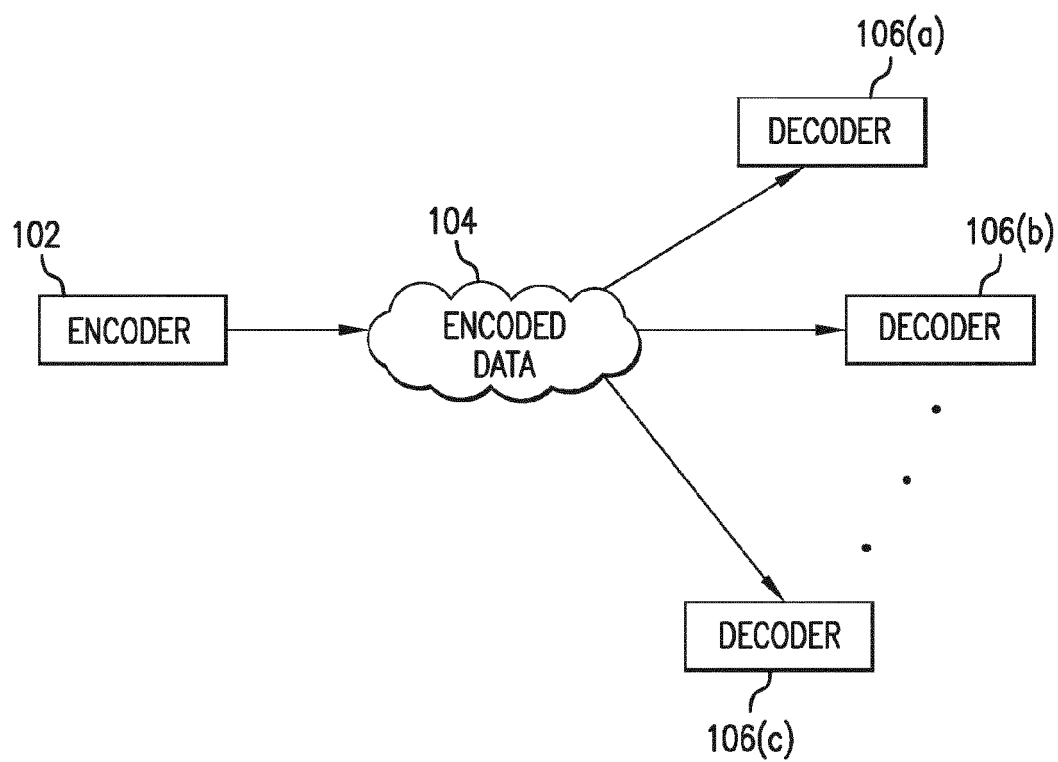 106(a)
DECODER
104
102
106(b)
ENCODER
ENCODED
DATA
DECODER
DECODER
106(c)